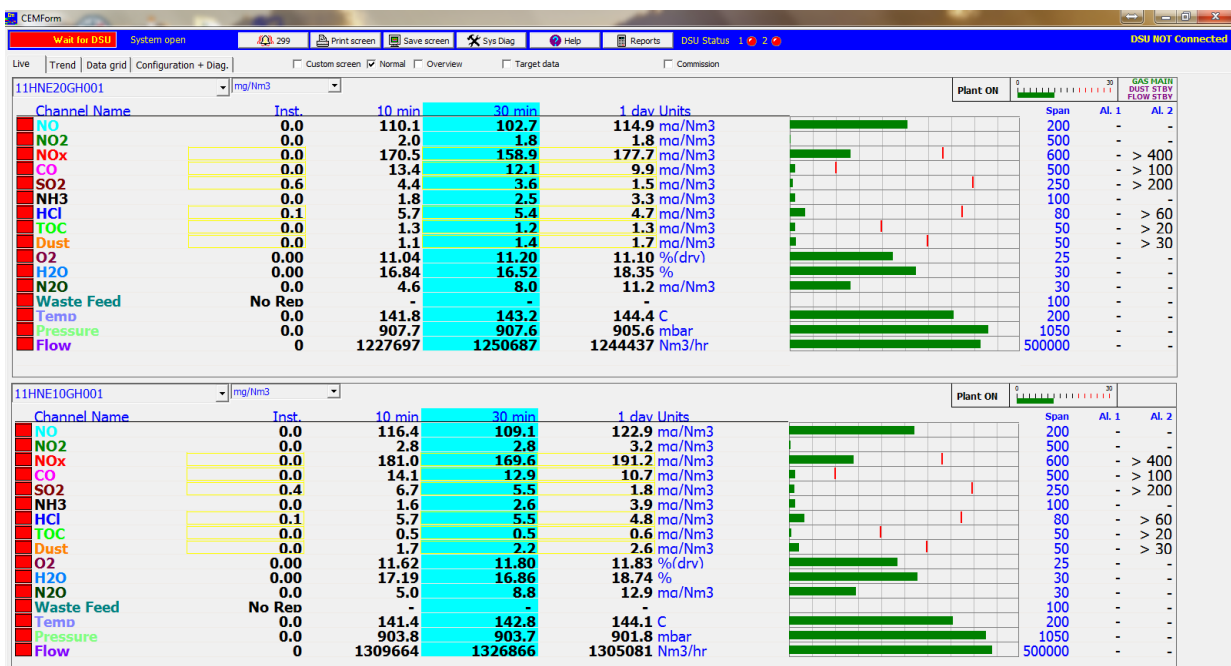 CEMForm
Wait for DSU System open 299 Print screen Save screen Sys Diag Help Reports DSU Status 1 2 DSU NOT Connected
Live Trend Data grid Configuration + Diag. Custom screen Normal Overview Target data Commission
11HNE20GH001 mg/Nm3 Plant ON 0 30 GAS MAIN
DUST STBY
FLOW STBY
Channel Name Inst. 10 min 30 min 1 day Units Span Al. 1 Al. 2
NO 0.0 110.1 102.7 114.9 mg/Nm3 200 - -
NO2 0.0 2.0 1.8 1.8 mg/Nm3 500 - -
NOx 0.0 170.5 158.9 177.7 mg/Nm3 600 - > 400
CO 0.0 13.4 12.1 9.9 mg/Nm3 500 - > 100
SO2 0.6 4.4 3.6 1.5 mg/Nm3 250 - > 200
NH3 0.0 1.8 2.5 3.3 mg/Nm3 100 - -
HCl 0.1 5.7 5.4 4.7 mg/Nm3 80 - > 60
TOC 0.0 1.3 1.2 1.3 mg/Nm3 50 - > 20
Dust 0.0 1.1 1.4 1.7 mg/Nm3 50 - > 30
O2 0.00 11.04 11.20 11.10 %(dry) 25 - -
H2O 0.00 16.84 16.52 18.35 % 30 - -
N2O 0.0 4.6 8.0 11.2 mg/Nm3 30 - -
Waste Feed No Rep - - - 100 - -
Temp 0.0 141.8 143.2 144.4 C 200 - -
Pressure 0.0 907.7 907.6 905.6 mbar 1050 - -
Flow 0 1227697 1250687 1244437 Nm3/hr 500000 - -
11HNE10GH001 mg/Nm3 Plant ON 0 30
Channel Name Inst. 10 min 30 min 1 day Units Span Al. 1 Al. 2
NO 0.0 116.4 109.1 122.9 mg/Nm3 200 - -
NO2 0.0 2.8 2.8 3.2 mg/Nm3 500 - -
NOx 0.0 181.0 169.6 191.2 mg/Nm3 600 - > 400
CO 0.0 14.1 12.9 10.7 mg/Nm3 500 - > 100
SO2 0.4 6.7 5.5 1.8 mg/Nm3 250 - > 200
NH3 0.0 1.6 2.6 3.9 mg/Nm3 100 - -
HCl 0.1 5.7 5.5 4.8 mg/Nm3 80 - > 60
TOC 0.0 0.5 0.5 0.6 mg/Nm3 50 - > 20
Dust 0.0 1.7 2.2 2.6 mg/Nm3 50 - > 30
O2 0.00 11.62 11.80 11.83 %(dry) 25 - -
H2O 0.00 17.19 16.86 18.74 % 30 - -
N2O 0.0 5.0 8.8 12.9 mg/Nm3 30 - -
Waste Feed No Rep - - - 100 - -
Temp 0.0 141.4 142.8 144.1 C 200 - -
Pressure 0.0 903.8 903.7 901.8 mbar 1050 - -
Flow 0 1309664 1326866 1305081 Nm3/hr 500000 - -